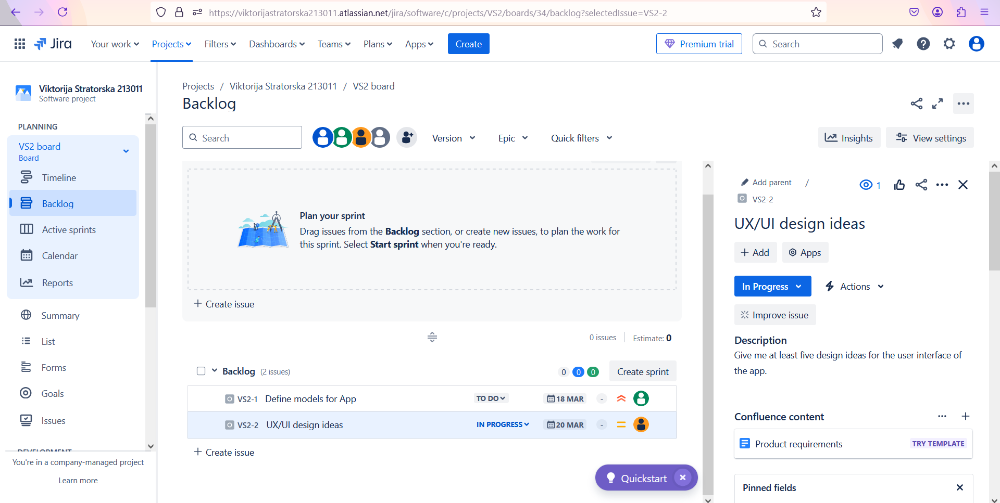 https://viktorijastratorska213011.atlassian.net/jira/software/c/projects/VS2/boards/34/backlog?selectedIssue=VS2-2
Jira
Your work
Projects
Filters
Dashboards
Teams
Plans
Apps
Create
Premium trial
Search
Viktorija Stratorska 213011
Software project
PLANNING
VS2 board
Board
Timeline
Backlog
Active sprints
Calendar
Reports
Summary
List
Forms
Goals
Issues
DEVELOPMENT
You're in a company-managed project
Learn more
Projects / Viktorija Stratorska 213011 / VS2 board
Backlog
Search
Version
Epic
Quick filters
Insights
View settings
Plan your sprint
Drag issues from the Backlog section, or create new issues, to plan the work for
this sprint. Select Start sprint when you're ready.
+ Create issue
0 issues
Estimate: 0
Backlog (2 issues)
0 0 0
Create sprint
VS2-1 Define models for App TO DO 18 MAR -
VS2-2 UX/UI design ideas IN PROGRESS 20 MAR -
+ Create issue
Quickstart
Add parent /
1
VS2-2
UX/UI design ideas
+ Add
Apps
In Progress
Actions
Improve issue
Description
Give me at least five design ideas for the user interface of
the app.
Confluence content
Product requirements
TRY TEMPLATE
Pinned fields